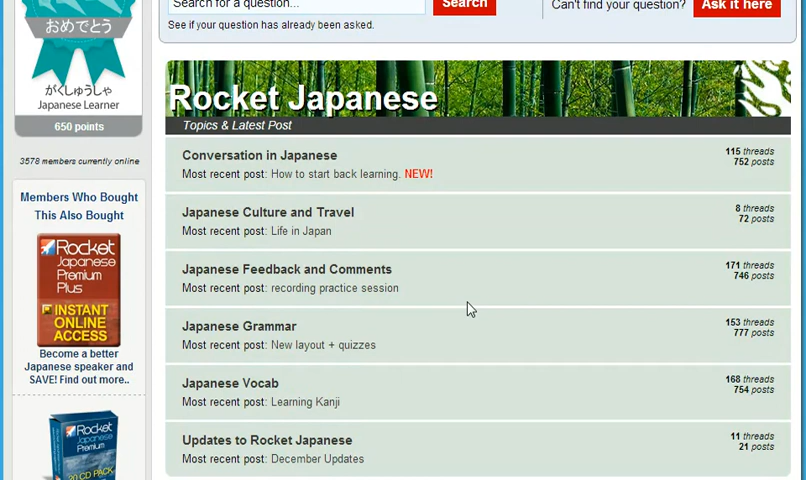 おめでとう
がくしゅうしゃ
Japanese Learner
650 points
3578 members currently online
Members Who Bought
This Also Bought
Rocket
Japanese
Premium
Plus
INSTANT
ONLINE
ACCESS
Become a better
Japanese speaker and
SAVE! Find out more..
Rocket
Japanese
Premium
20 CD PACK
Search for a question...
Search
Can't find your question?
Ask it here
See if your question has already been asked.
Rocket Japanese
Topics & Latest Post
Conversation in Japanese
115 threads
Most recent post: How to start back learning. NEW!
752 posts
Japanese Culture and Travel
8 threads
Most recent post: Life in Japan
72 posts
Japanese Feedback and Comments
171 threads
Most recent post: recording practice session
746 posts
Japanese Grammar
153 threads
Most recent post: New layout + quizzes
777 posts
Japanese Vocab
168 threads
Most recent post: Learning Kanji
754 posts
Updates to Rocket Japanese
11 threads
Most recent post: December Updates
21 posts